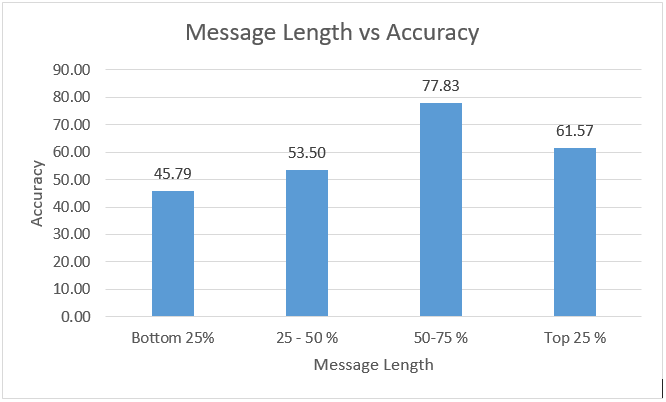 Message Length vs Accuracy
90.00
80.00
70.00
60.00
50.00
40.00
30.00
20.00
10.00
0.00
Accuracy
45.79
53.50
77.83
61.57
Bottom 25%
25 - 50 %
50-75 %
Top 25 %
Message Length